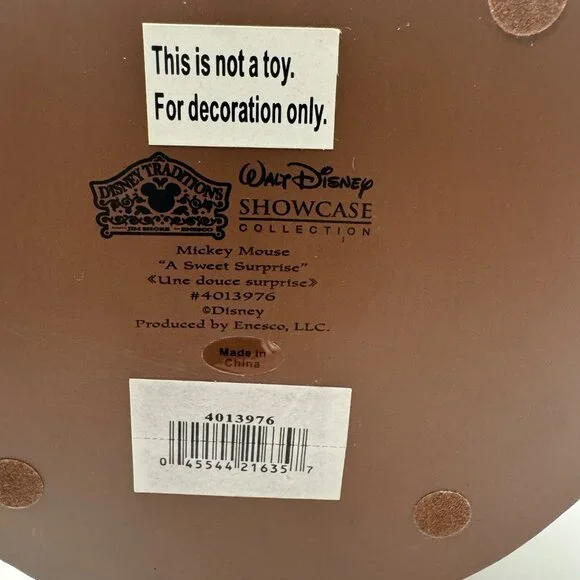 This is not a toy.
For decoration only.
DISNEY TRADITIONS
JIM SHORE ENESCO
WALT DISNEY
SHOWCASE
COLLECTION
Mickey Mouse
"A Sweet Surprise"
《Une douce surprise》
#4013976
©Disney
Produced by Enesco, LLC.
Made in
China
4013976
0 45544 21635 7